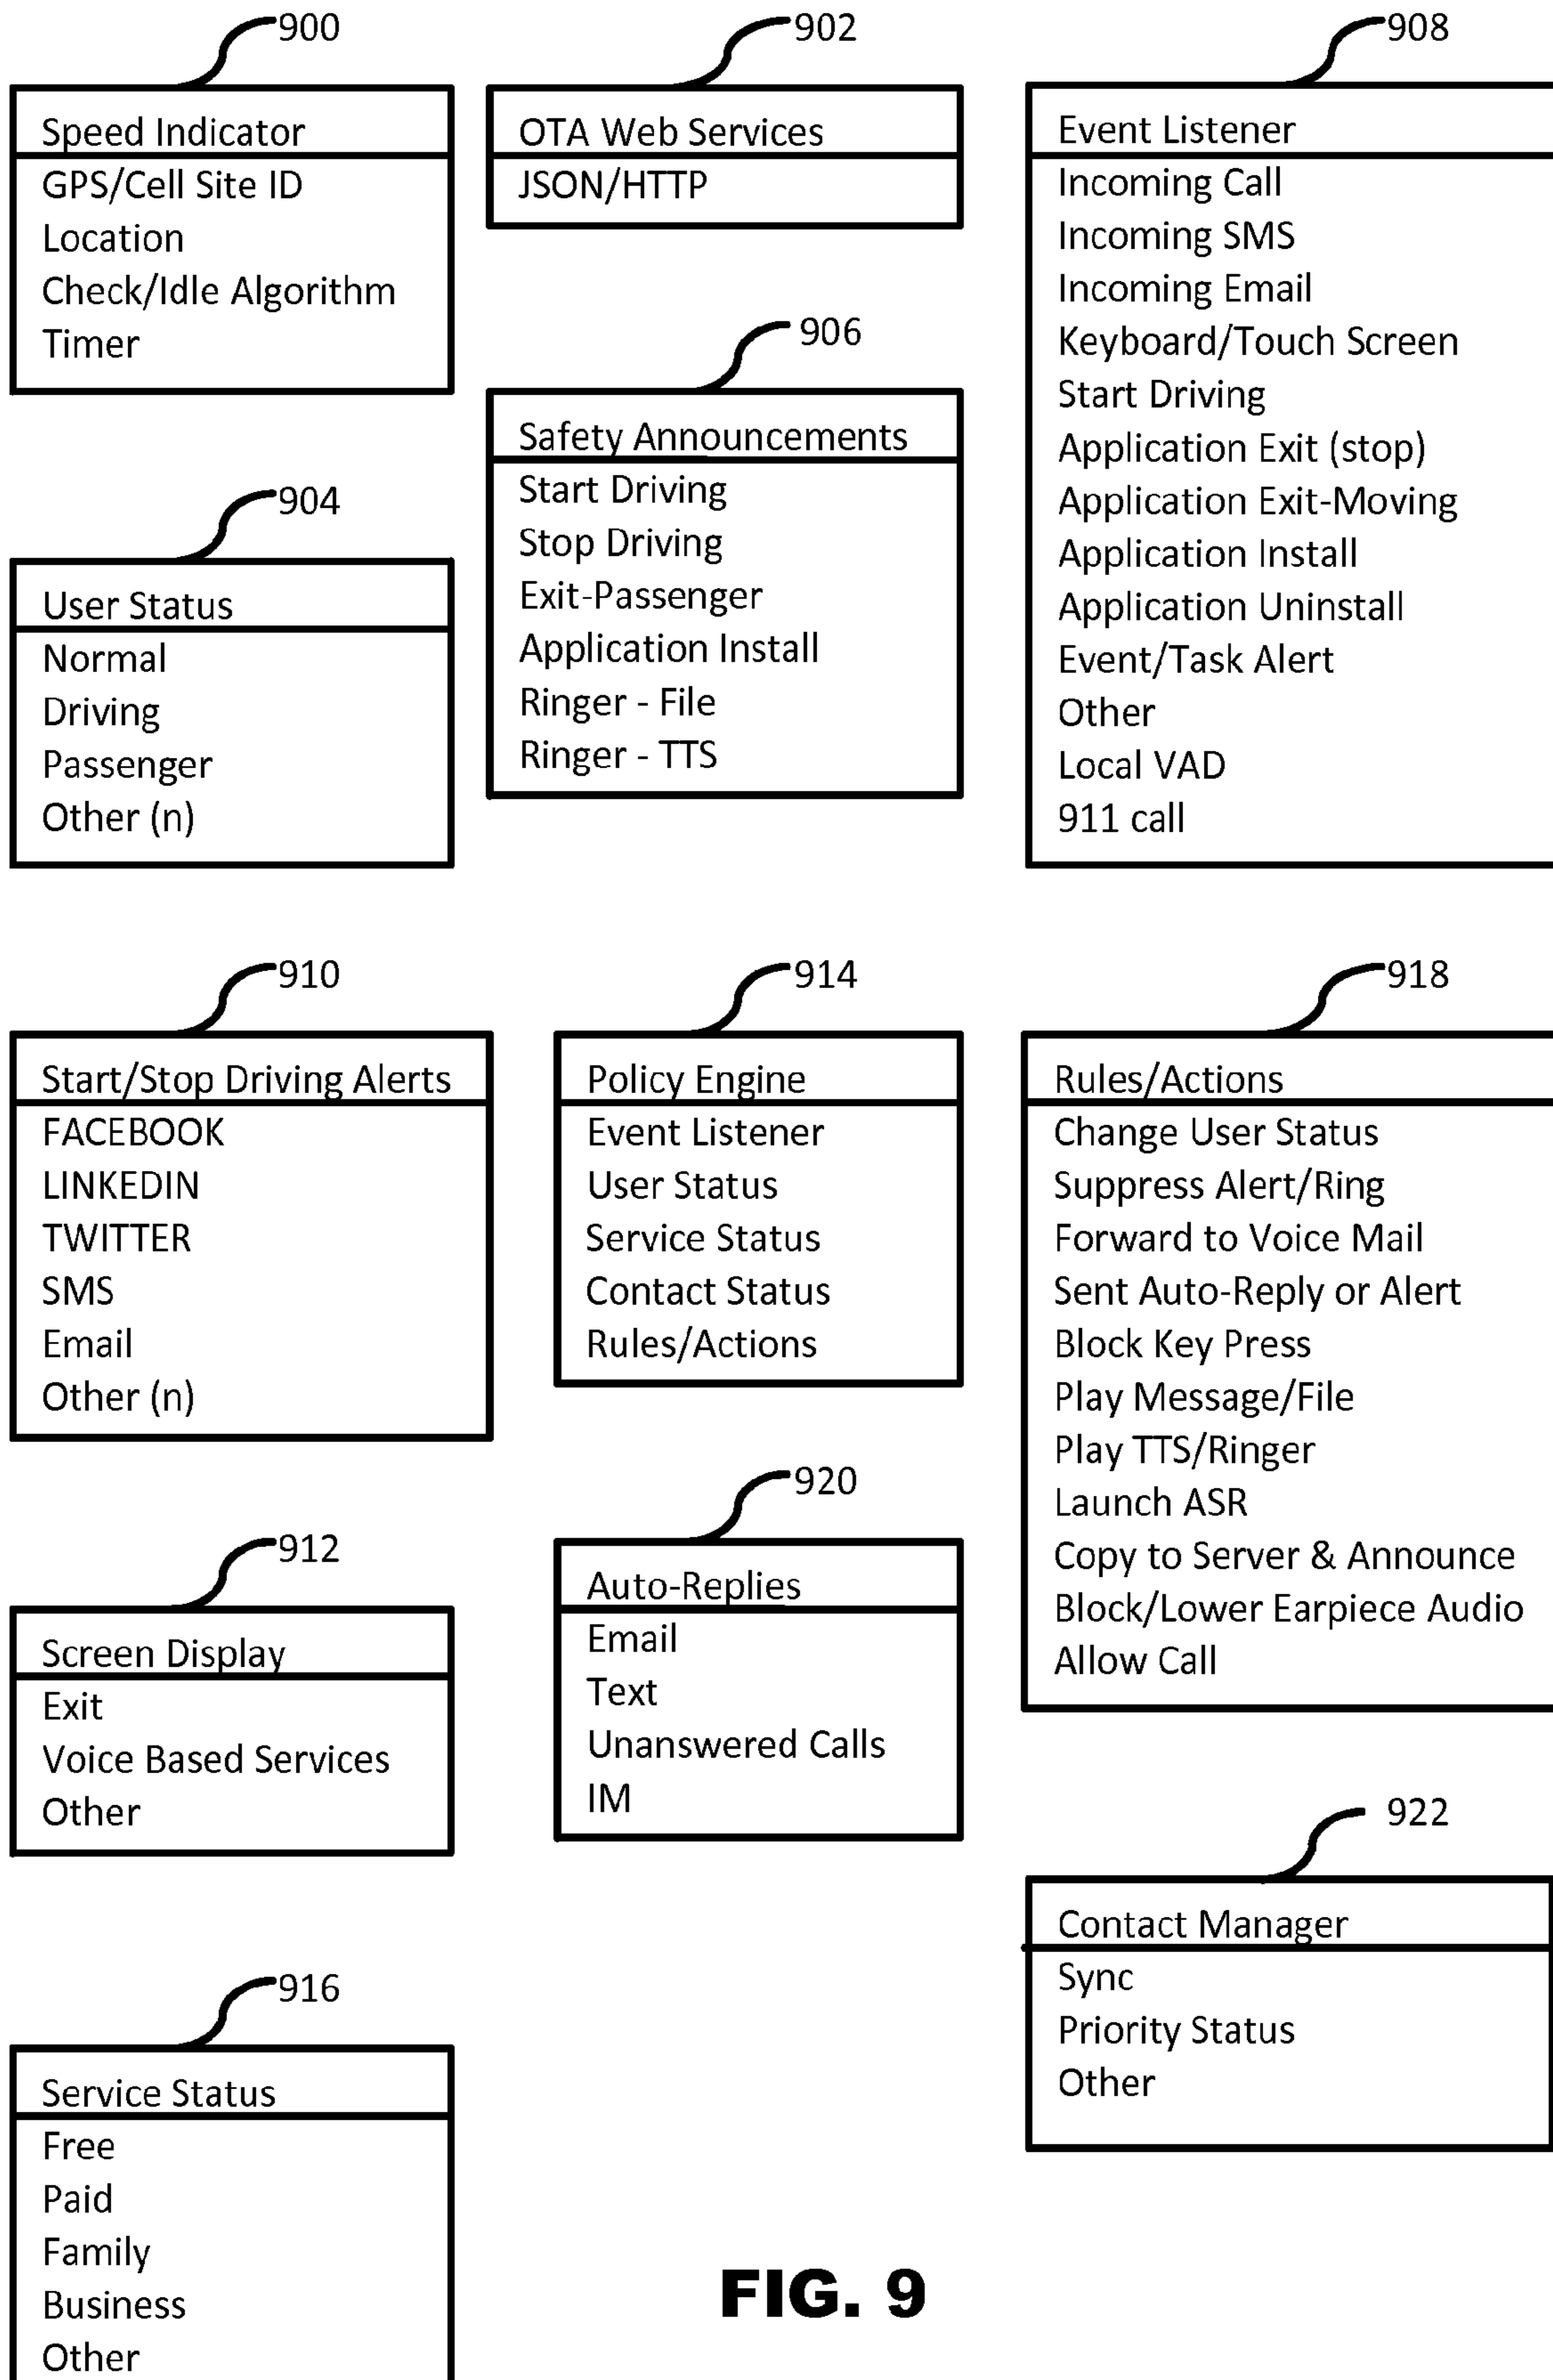 900
Speed Indicator
GPS/Cell Site ID
Location
Check/Idle Algorithm
Timer
902
OTA Web Services
JSON/HTTP
904
User Status
Normal
Driving
Passenger
Other (n)
906
Safety Announcements
Start Driving
Stop Driving
Exit-Passenger
Application Install
Ringer - File
Ringer - TTS
908
Event Listener
Incoming Call
Incoming SMS
Incoming Email
Keyboard/Touch Screen
Start Driving
Application Exit (stop)
Application Exit-Moving
Application Install
Application Uninstall
Event/Task Alert
Other
Local VAD
911 call
910
Start/Stop Driving Alerts
FACEBOOK
LINKEDIN
TWITTER
SMS
Email
Other (n)
912
Screen Display
Exit
Voice Based Services
Other
914
Policy Engine
Event Listener
User Status
Service Status
Contact Status
Rules/Actions
916
Service Status
Free
Paid
Family
Business
Other
918
Rules/Actions
Change User Status
Suppress Alert/Ring
Forward to Voice Mail
Sent Auto-Reply or Alert
Block Key Press
Play Message/File
Play TTS/Ringer
Launch ASR
Copy to Server & Announce
Block/Lower Earpiece Audio
Allow Call
920
Auto-Replies
Email
Text
Unanswered Calls
IM
922
Contact Manager
Sync
Priority Status
Other
FIG. 9